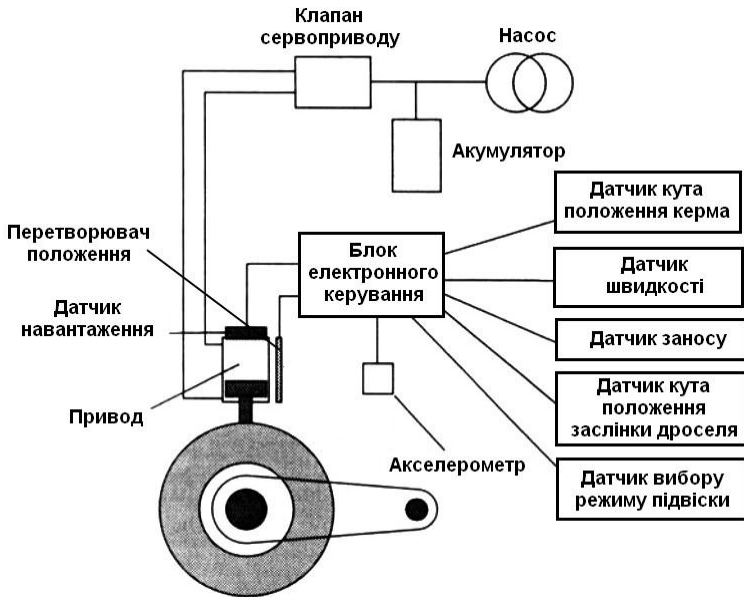 Клапан
сервоприводу
Насос
Акумулятор
Датчик кута
положення керма
Перетворювач
положення
Блок
електронного
керування
Датчик
швидкості
Датчик
навантаження
Датчик заносу
Привод
Датчик кута
положення
заслінки дроселя
Акселерометр
Датчик вибору
режиму підвіски